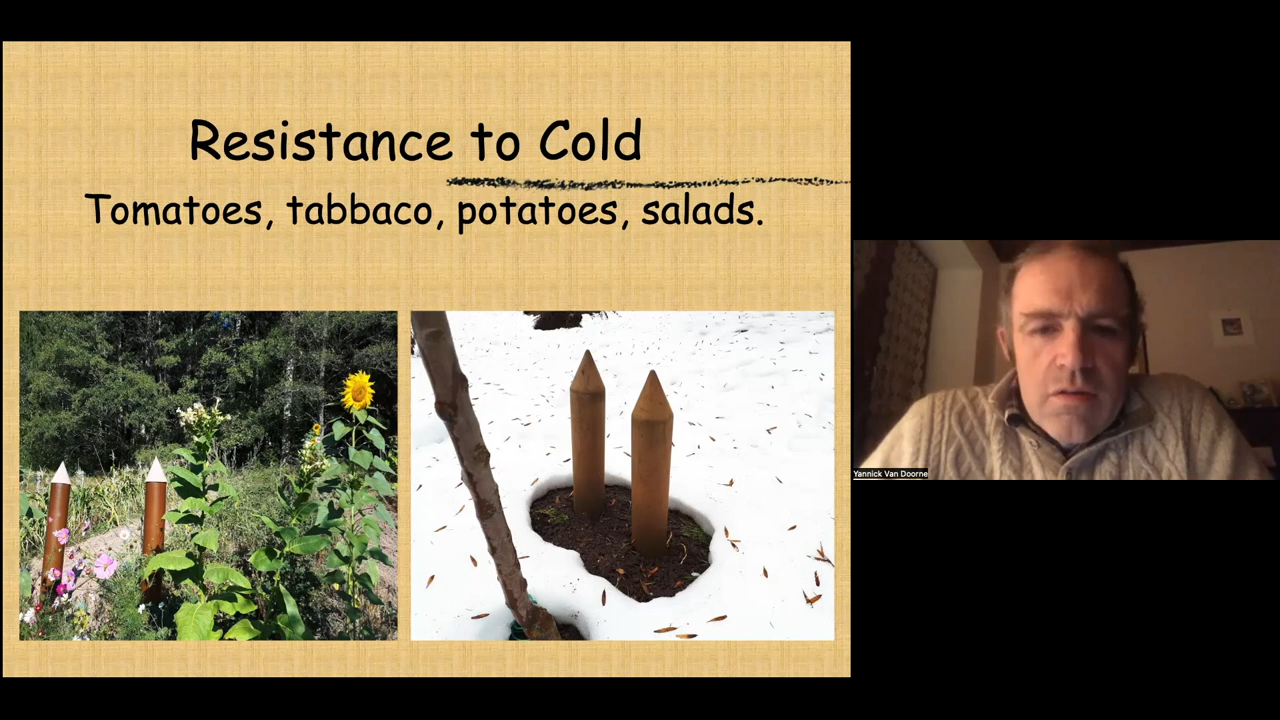 Resistance to Cold
Tomatoes, tabbaco, potatoes, salads.
Yannick Van Doorne